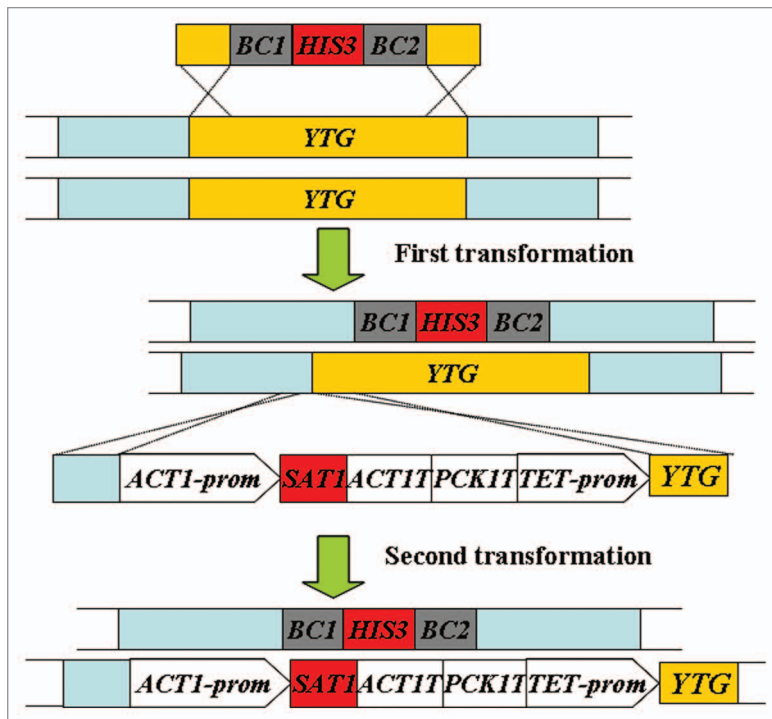 BC1 HIS3 BC2
YTG
YTG
First transformation
BC1 HIS3 BC2
YTG
ACT1-prom SAT1 ACT1T PCK1T TET-prom YTG
Second transformation
BC1 HIS3 BC2
ACT1-prom SAT1 ACT1T PCK1T TET-prom YTG